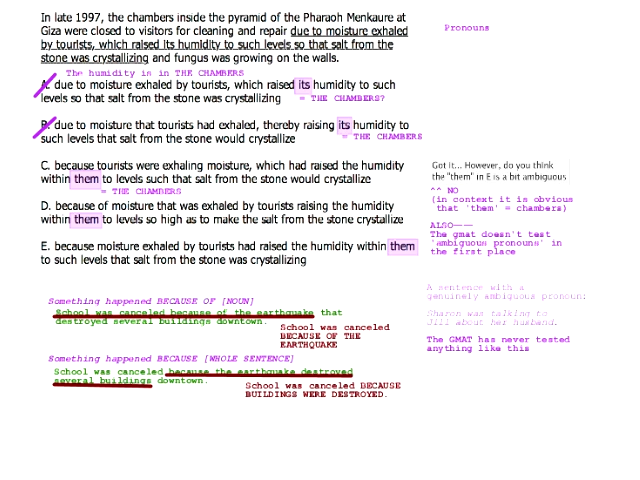 In late 1997, the chambers inside the pyramid of the Pharaoh Menkaure at
Giza were closed to visitors for cleaning and repair due to moisture exhaled
by tourists, which raised its humidity to such levels so that salt from the
stone was crystallizing and fungus was growing on the walls.
The humidity is in THE CHAMBERS
A. due to moisture exhaled by tourists, which raised its humidity to such
levels so that salt from the stone was crystallizing
= THE CHAMBERS?
B. due to moisture that tourists had exhaled, thereby raising its humidity to
such levels that salt from the stone would crystallize
= THE CHAMBERS
C. because tourists were exhaling moisture, which had raised the humidity
within them to levels such that salt from the stone would crystallize
= THE CHAMBERS
D. because of moisture that was exhaled by tourists raising the humidity
within them to levels so high as to make the salt from the stone crystallize
E. because moisture exhaled by tourists had raised the humidity within them
to such levels that salt from the stone was crystallizing
Something happened BECAUSE OF [NOUN]
School was canceled because of the earthquake that
destroyed several buildings downtown.
School was canceled
BECAUSE OF THE
EARTHQUAKE
Something happened BECAUSE [WHOLE SENTENCE]
School was canceled because the earthquake destroyed
several buildings downtown.
School was canceled BECAUSE
BUILDINGS WERE DESTROYED.
Pronouns
Got it... However, do you think
the "them" in E is a bit ambiguous
^^ NO
(in context it is obvious
that 'them' = chambers)
ALSO——
The gmat doesn't test
'ambiguous pronouns' in
the first place
A sentence with a
genuinely ambiguous pronoun:
Sharon was talking to
Jill about her husband.
The GMAT has never tested
anything like this